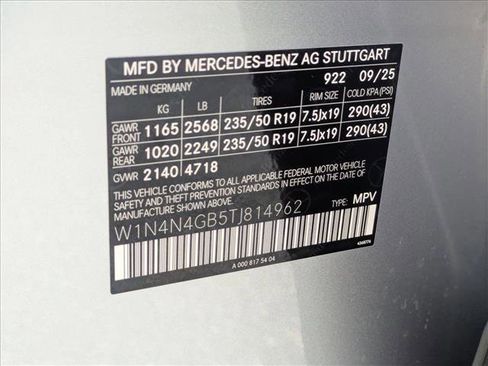 MFD BY MERCEDES-BENZ AG STUTTGART
922 09/25
MADE IN GERMANY
KG LB TIRES RIM SIZE COLD KPA (PSI)
GAWR FRONT 1165 2568 235/50 R19 7.5Jx19 290(43)
GAWR REAR 1020 2249 235/50 R19 7.5Jx19 290(43)
GVWR 2140 4718
THIS VEHICLE CONFORMS TO ALL APPLICABLE FEDERAL MOTOR VEHICLE
SAFETY AND THEFT PREVENTION STANDARDS IN EFFECT ON THE DATE OF
MANUFACTURE SHOWN ABOVE.
W1N4N4GB5TJ814962 TYPE: MPV
A 000 817 54 04